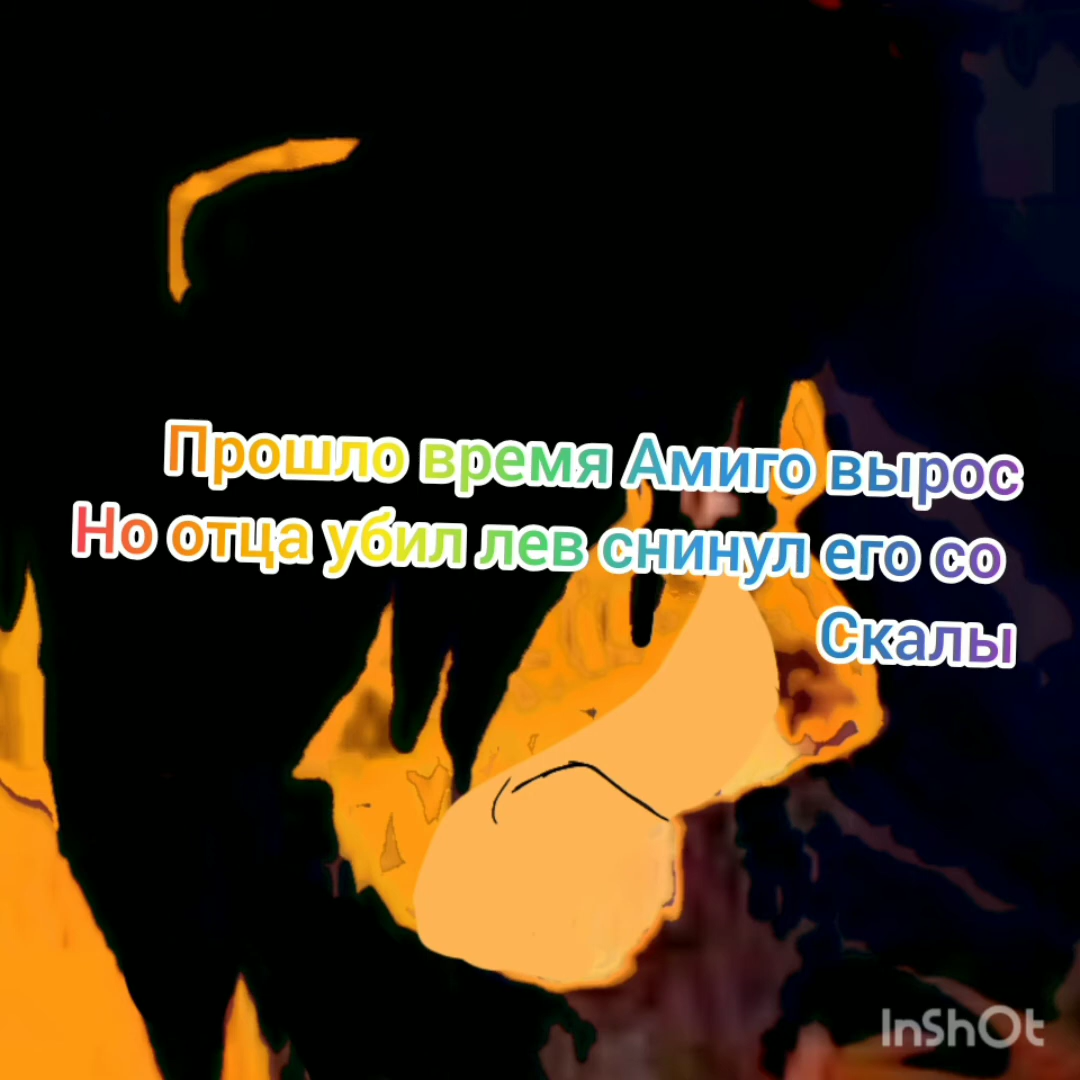 Прошло время Амиго вырос
Но отца убил лев снинул его со
Скалы
InShOt